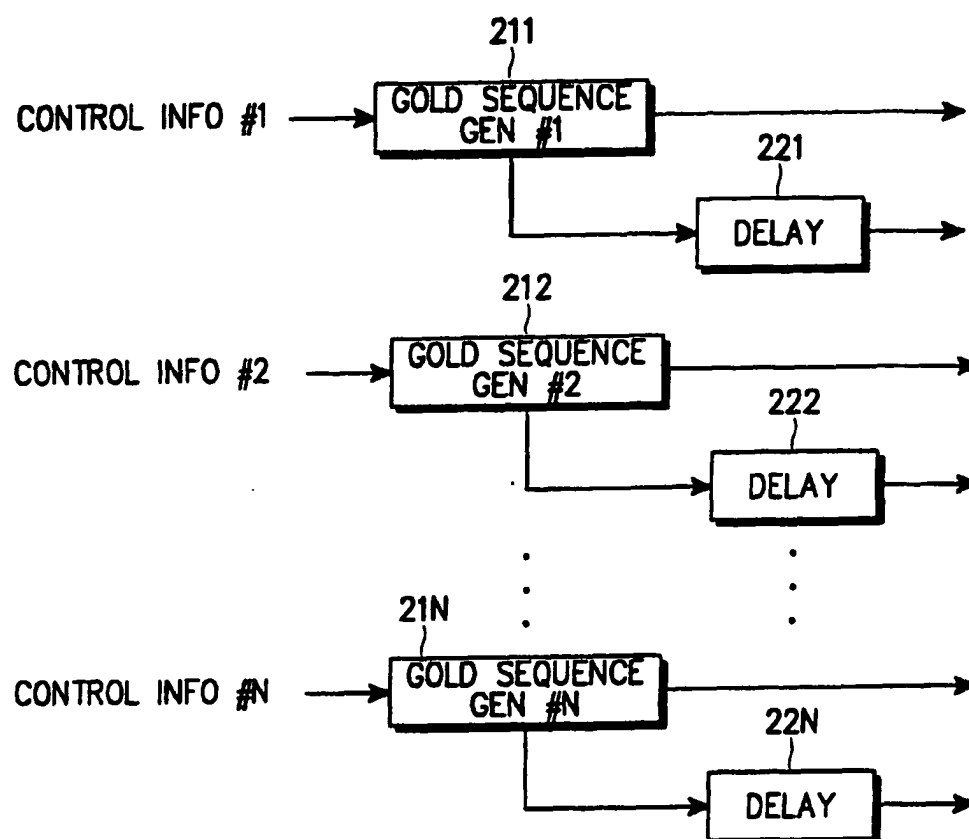 211
CONTROL INFO #1
GOLD SEQUENCE
GEN #1
221
DELAY
212
CONTROL INFO #2
GOLD SEQUENCE
GEN #2
222
DELAY
21N
CONTROL INFO #N
GOLD SEQUENCE
GEN #N
22N
DELAY